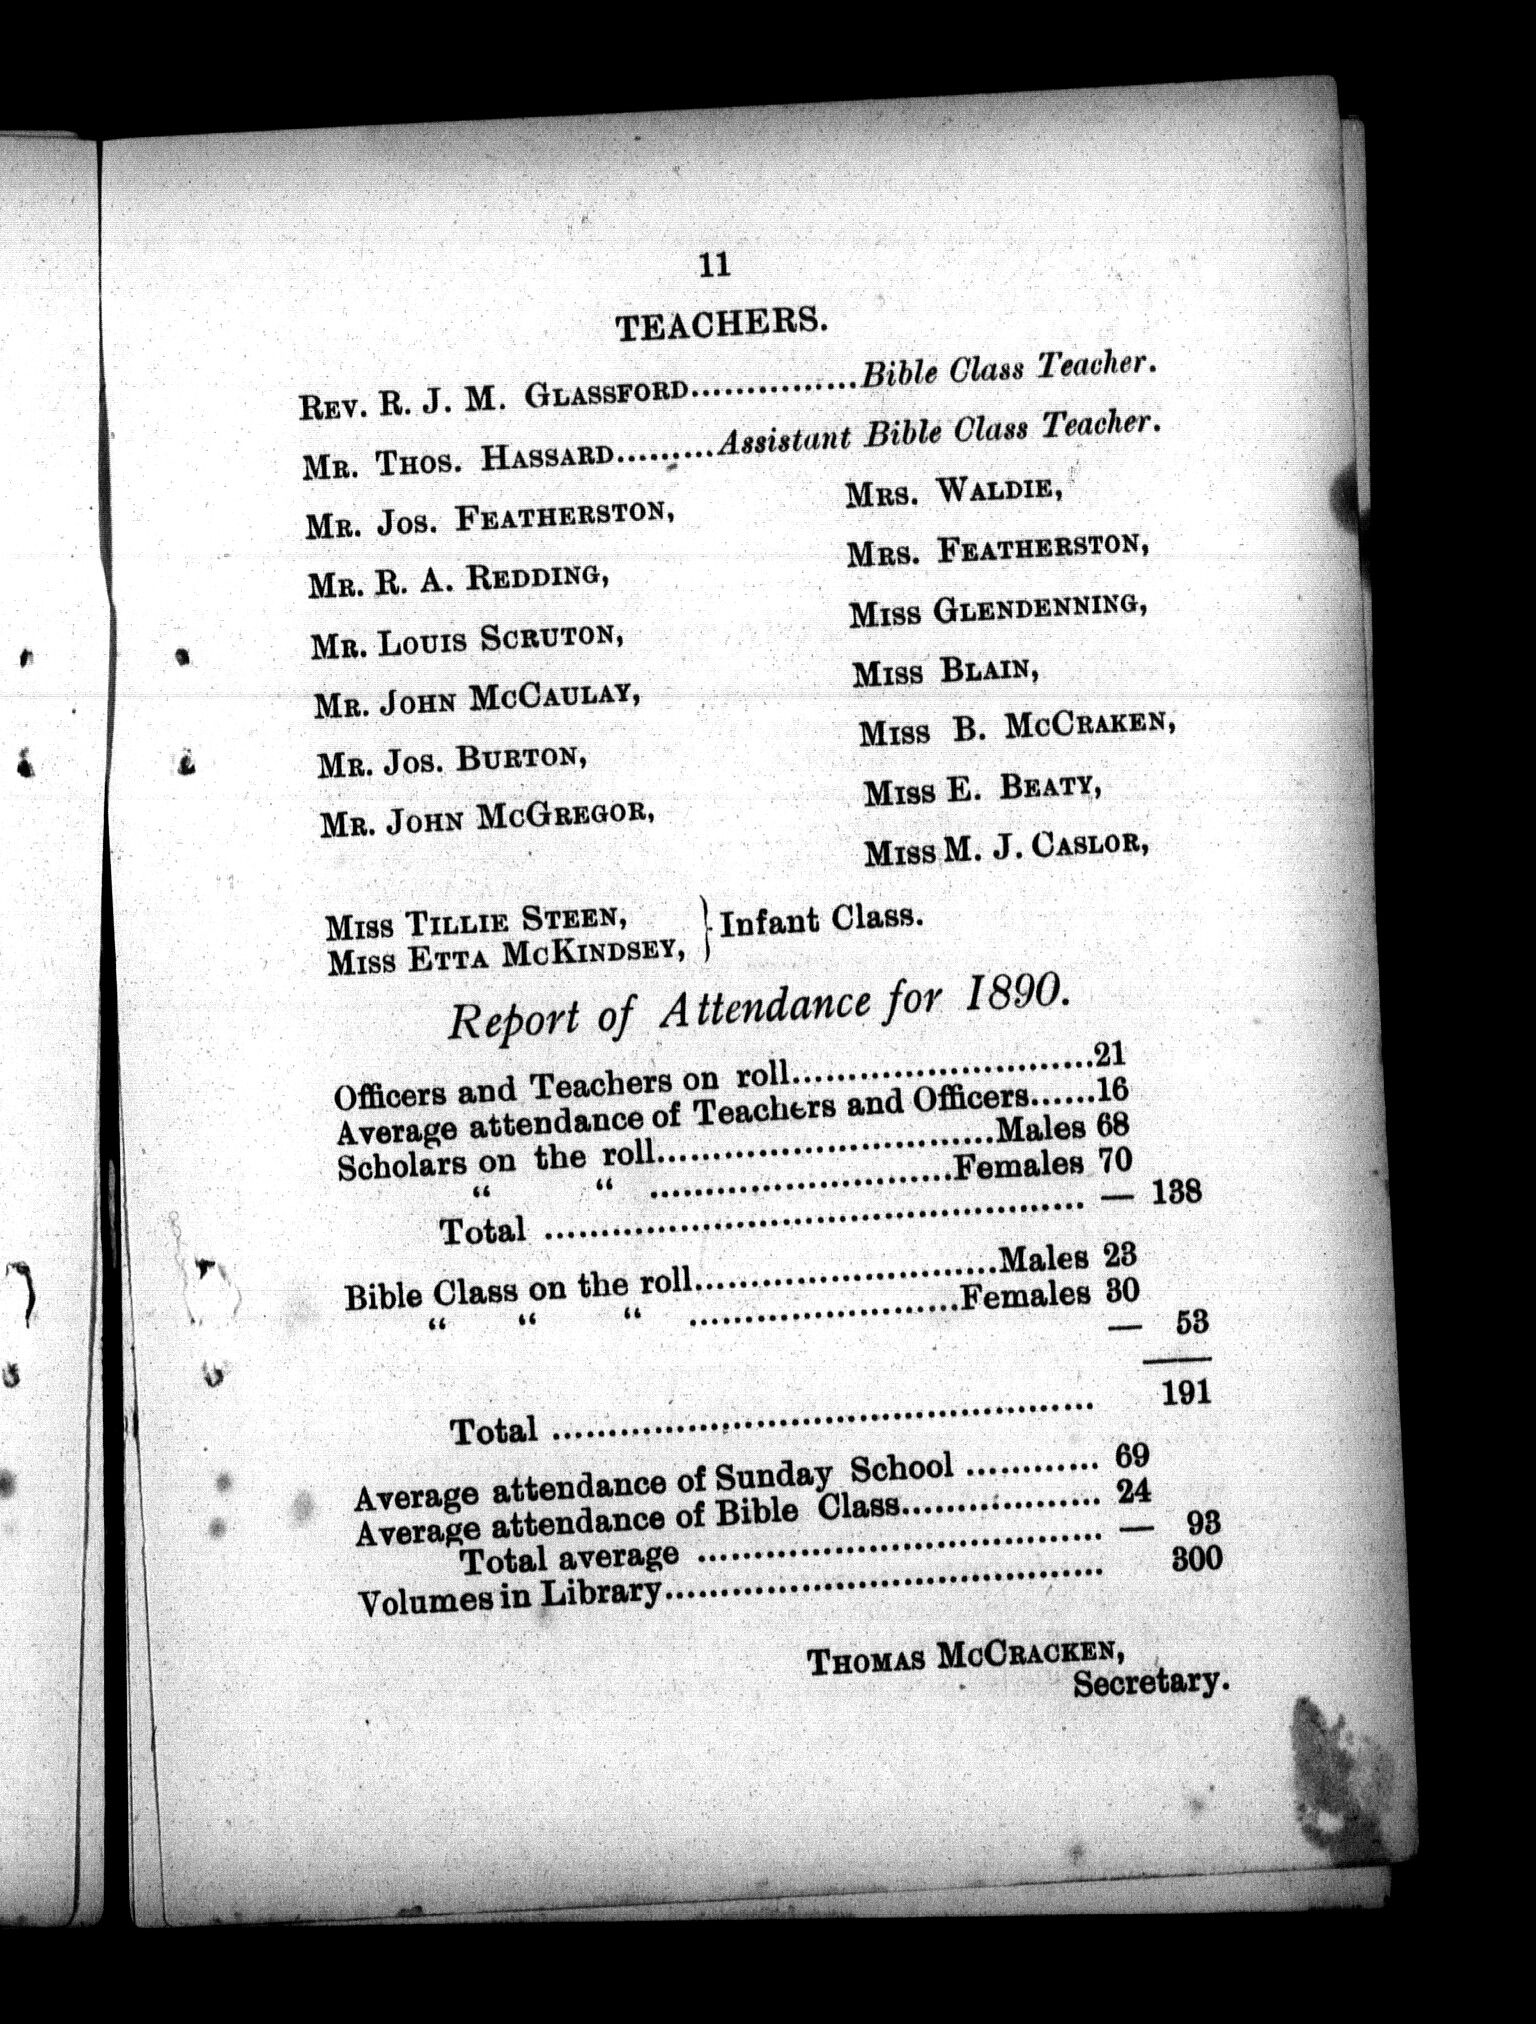 11
TEACHERS.
REV. R. J. M. GLASSFORD...............Bible Class Teacher.
MR. THOS. HASSARD.........Assistant Bible Class Teacher.
MR. JOS. FEATHERSTON,
MR. R. A. REDDING,
MR. LOUIS SCRUTON,
MR. JOHN MCCAULAY,
MR. JOS. BURTON,
MR. JOHN MCGREGOR,
MRS. WALDIE,
MRS. FEATHERSTON,
MISS GLENDENNING,
MISS BLAIN,
MISS B. MCCRAKEN,
MISS E. BEATY,
MISS M. J. CASLOR,
MISS TILLIE STEEN,
MISS ETTA MCKINDSEY, } Infant Class.
Report of Attendance for 1890.
Officers and Teachers on roll...........................21
Average attendance of Teachers and Officers......16
Scholars on the roll..............................Males 68
“ “ ...........................Females 70
Total ................................................ — 138
Bible Class on the roll...........................Males 23
“ “ “ ........................Females 30
— 53
191
Total ................................................
Average attendance of Sunday School ............ 69
Average attendance of Bible Class.................. 24
Total average .................................... — 93
Volumes in Library....................................... 300
THOMAS MCCRACKEN,
Secretary.